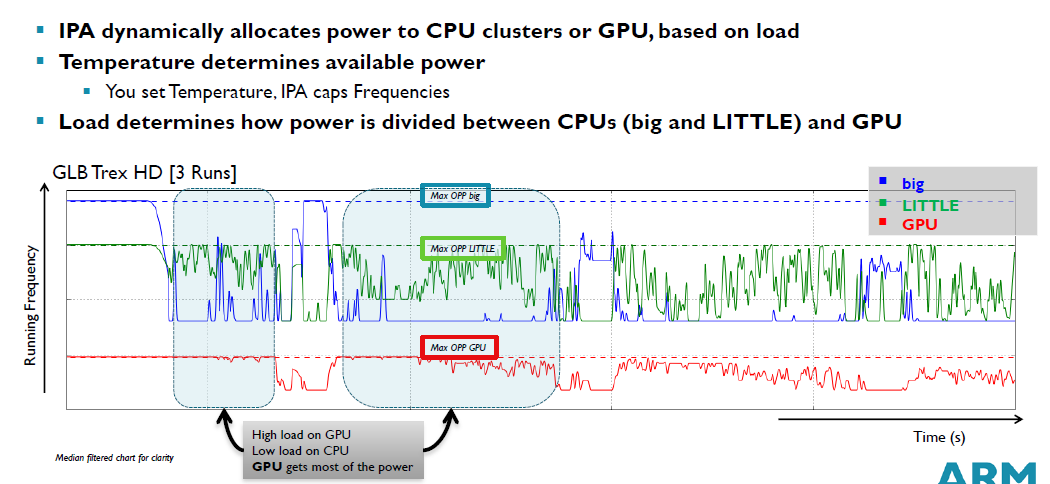 IPA dynamically allocates power to CPU clusters or GPU, based on load
Temperature determines available power
You set Temperature, IPA caps Frequencies
Load determines how power is divided between CPUs (big and LITTLE) and GPU
GLB Trex HD [3 Runs]
Max OPP big
big
LITTLE
GPU
Max OPP LITTLE
Max OPP GPU
Running Frequency
Time (s)
High load on GPU
Low load on CPU
GPU gets most of the power
Median filtered chart for clarity
ARM